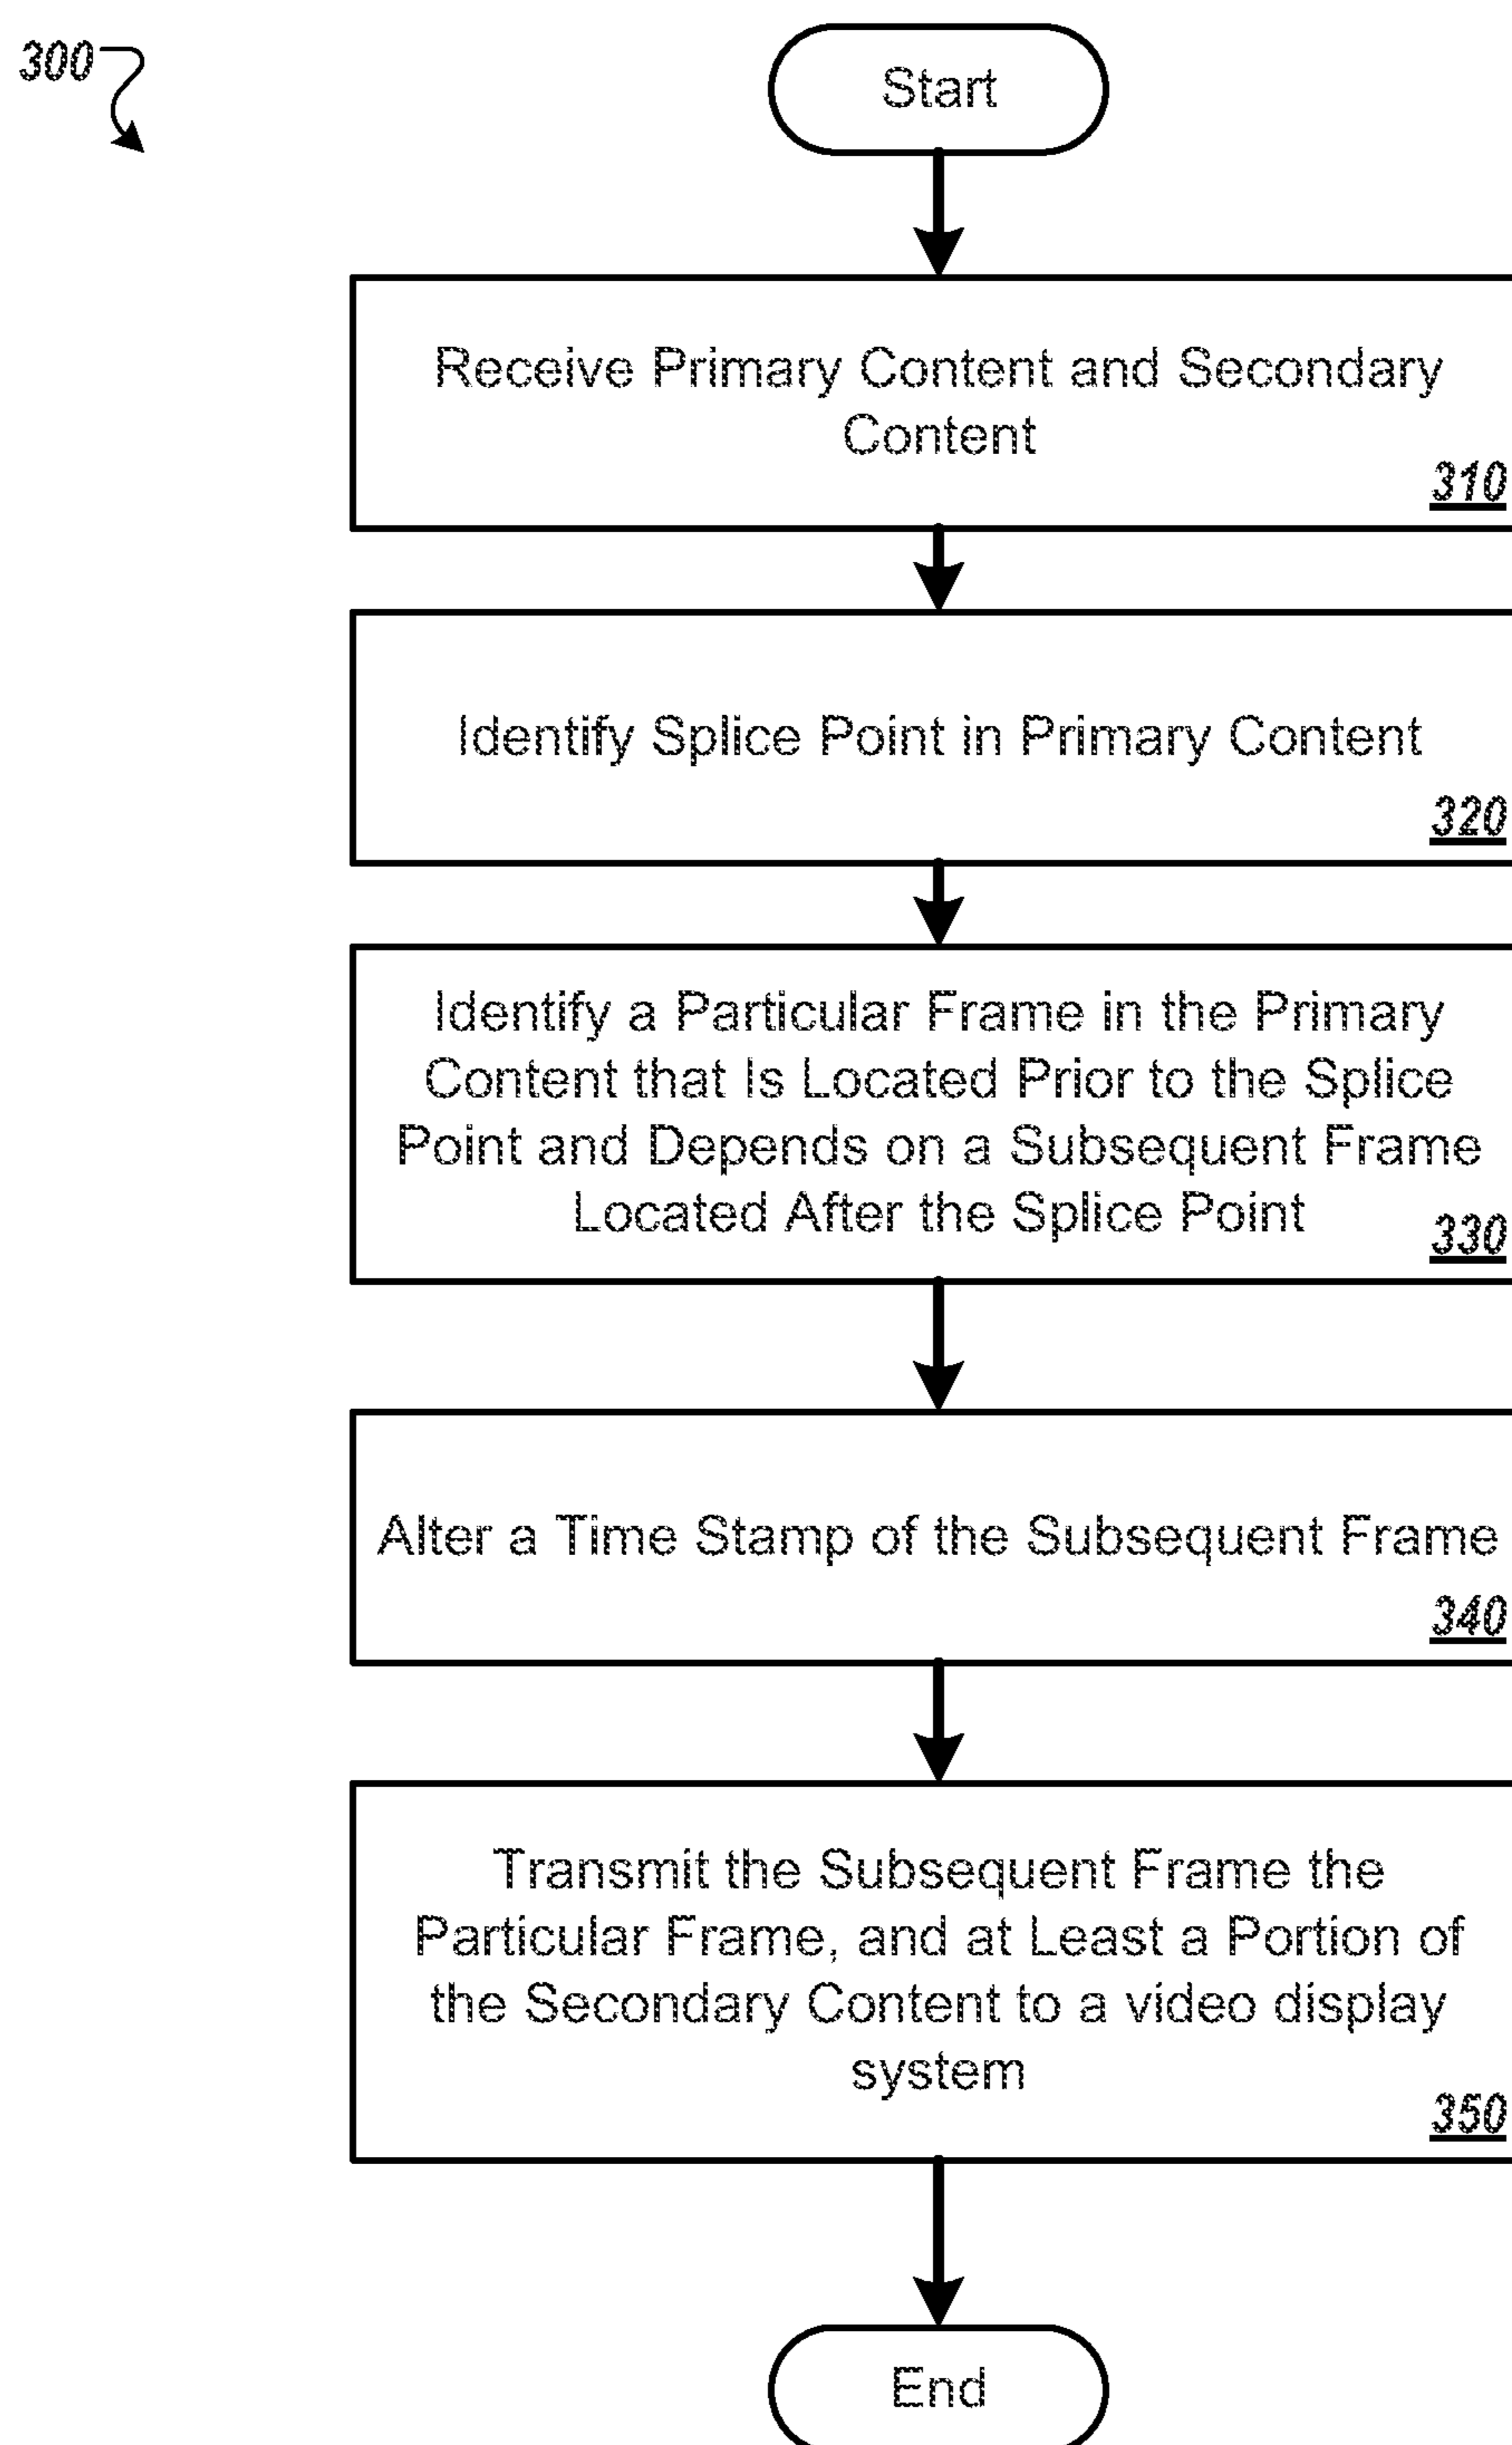 300
Start
Receive Primary Content and Secondary
Content
310
Identify Splice Point in Primary Content
320
Identify a Particular Frame in the Primary
Content that Is Located Prior to the Splice
Point and Depends on a Subsequent Frame
Located After the Splice Point
330
Alter a Time Stamp of the Subsequent Frame
340
Transmit the Subsequent Frame the
Particular Frame, and at Least a Portion of
the Secondary Content to a video display
system
350
End